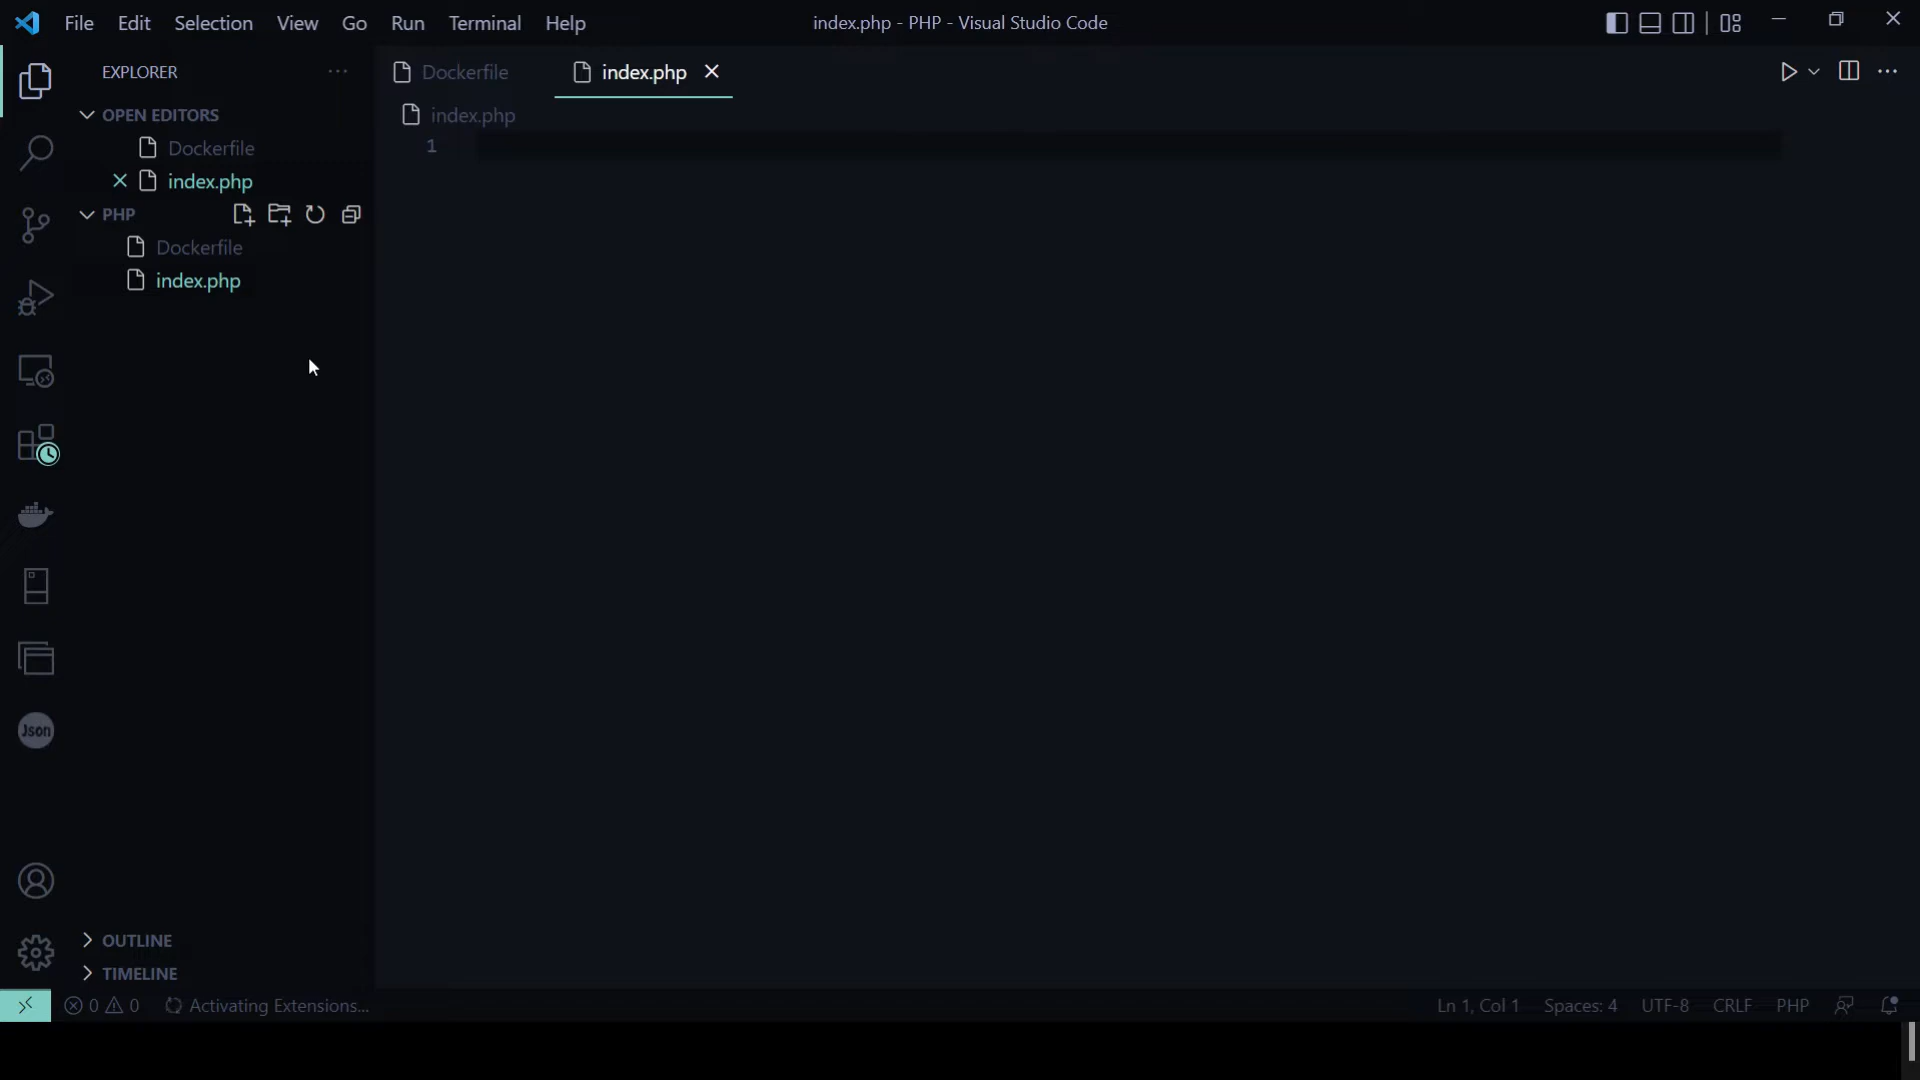 File Edit Selection View Go Run Terminal Help
index.php - PHP - Visual Studio Code
EXPLORER
Dockerfile
index.php
OPEN EDITORS
Dockerfile
index.php
PHP
Dockerfile
index.php
index.php
1
Json
OUTLINE
TIMELINE
0 0 Activating Extensions...
Ln 1, Col 1 Spaces: 4 UTF-8 CRLF PHP